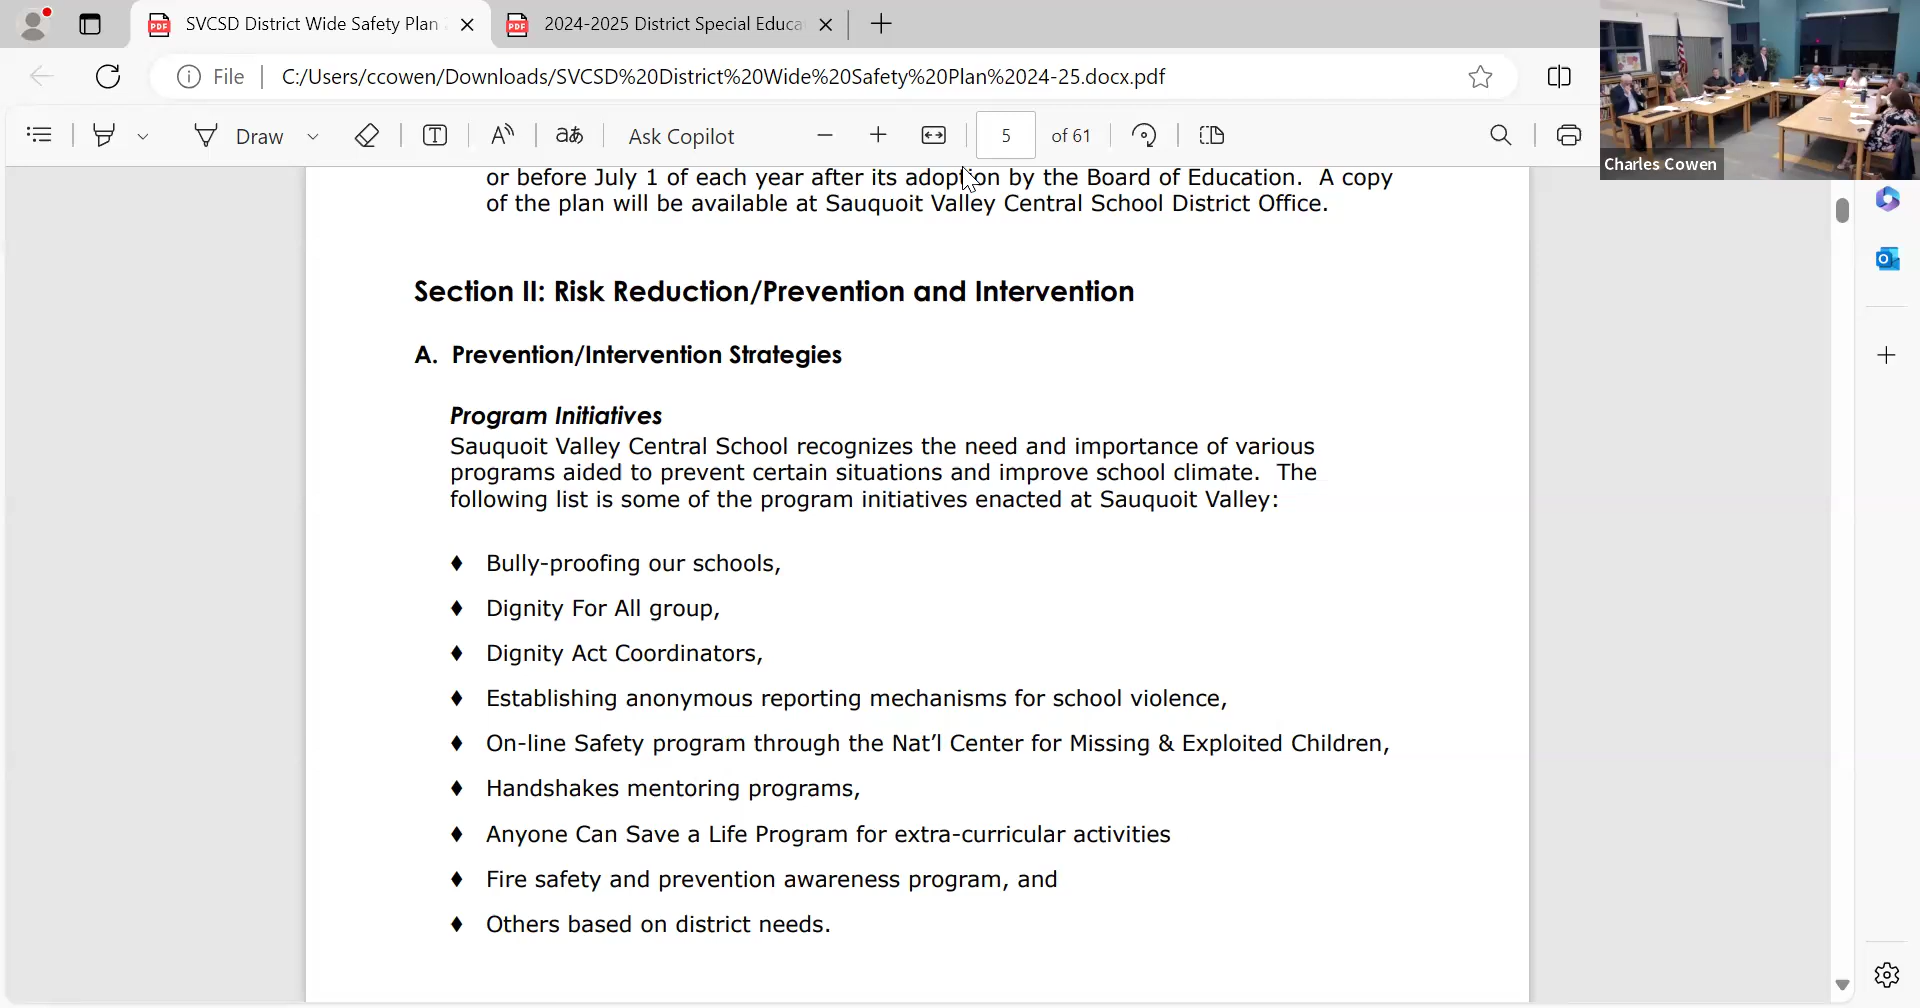 SVCSD District Wide Safety Plan
2024-2025 District Special Educa
File
C:/Users/ccowen/Downloads/SVCSD%20District%20Wide%20Safety%20Plan%2024-25.docx.pdf
Draw
Ask Copilot
5 of 61
Charles Cowen
or before July 1 of each year after its adoption by the Board of Education. A copy
of the plan will be available at Sauquoit Valley Central School District Office.
Section II: Risk Reduction/Prevention and Intervention
A. Prevention/Intervention Strategies
Program Initiatives
Sauquoit Valley Central School recognizes the need and importance of various
programs aided to prevent certain situations and improve school climate. The
following list is some of the program initiatives enacted at Sauquoit Valley:
♦ Bully-proofing our schools,
♦ Dignity For All group,
♦ Dignity Act Coordinators,
♦ Establishing anonymous reporting mechanisms for school violence,
♦ On-line Safety program through the Nat’l Center for Missing & Exploited Children,
♦ Handshakes mentoring programs,
♦ Anyone Can Save a Life Program for extra-curricular activities
♦ Fire safety and prevention awareness program, and
♦ Others based on district needs.